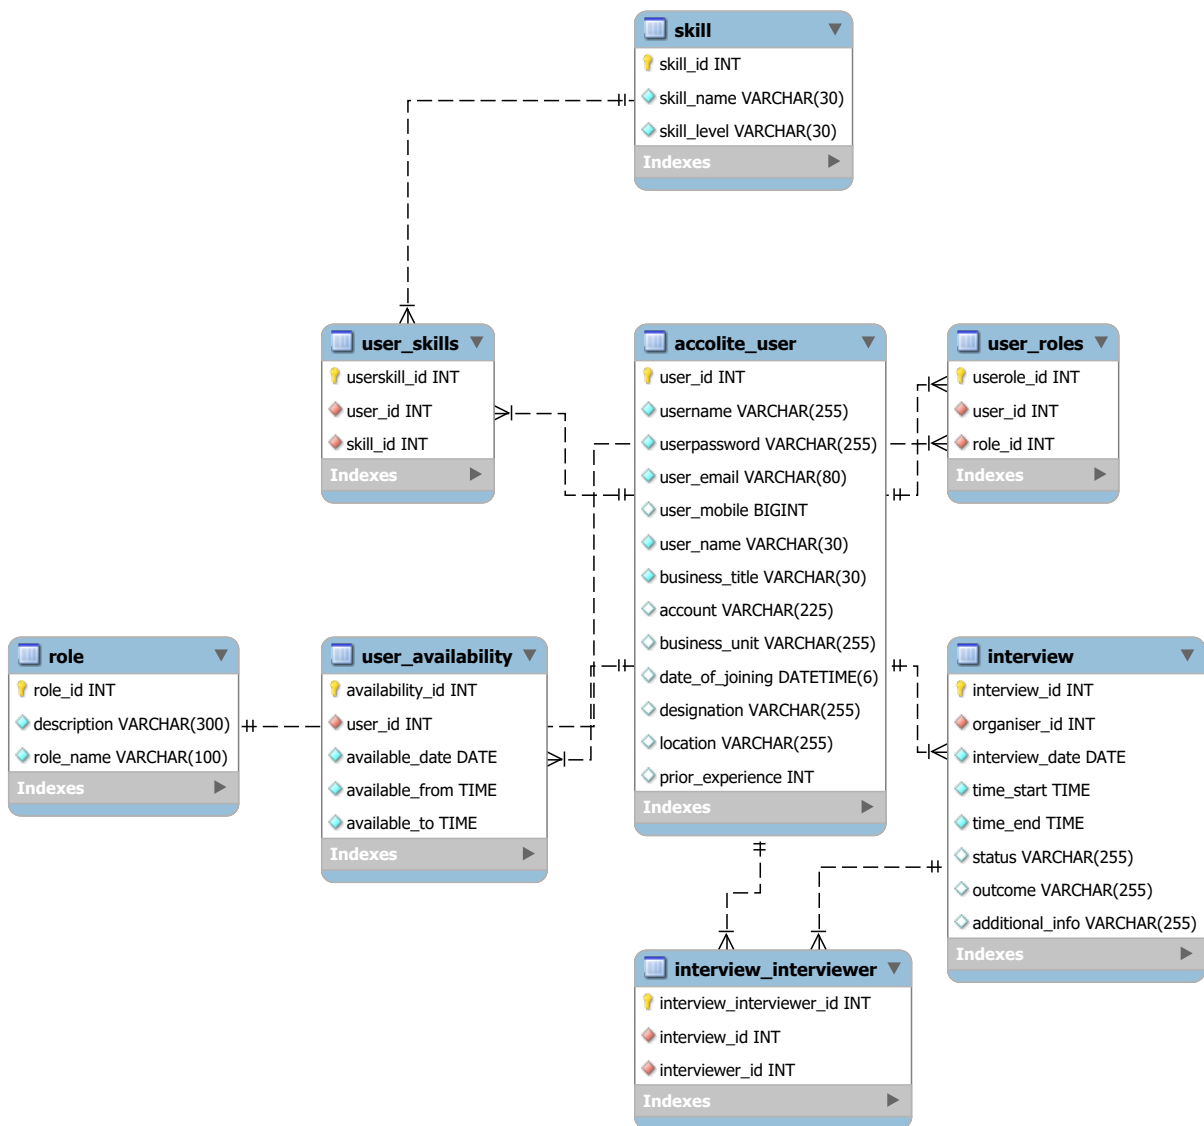 skill
skill_id INT
skill_name VARCHAR(30)
skill_level VARCHAR(30)
Indexes
user_skills
userskill_id INT
user_id INT
skill_id INT
Indexes
accolite_user
user_id INT
username VARCHAR(255)
userpassword VARCHAR(255)
user_email VARCHAR(80)
user_mobile BIGINT
user_name VARCHAR(30)
business_title VARCHAR(30)
account VARCHAR(225)
business_unit VARCHAR(255)
date_of_joining DATETIME(6)
designation VARCHAR(255)
location VARCHAR(255)
prior_experience INT
Indexes
user_roles
userole_id INT
user_id INT
role_id INT
Indexes
role
role_id INT
description VARCHAR(300)
role_name VARCHAR(100)
Indexes
user_availability
availability_id INT
user_id INT
available_date DATE
available_from TIME
available_to TIME
Indexes
interview
interview_id INT
organiser_id INT
interview_date DATE
time_start TIME
time_end TIME
status VARCHAR(255)
outcome VARCHAR(255)
additional_info VARCHAR(255)
Indexes
interview_interviewer
interview_interviewer_id INT
interview_id INT
interviewer_id INT
Indexes